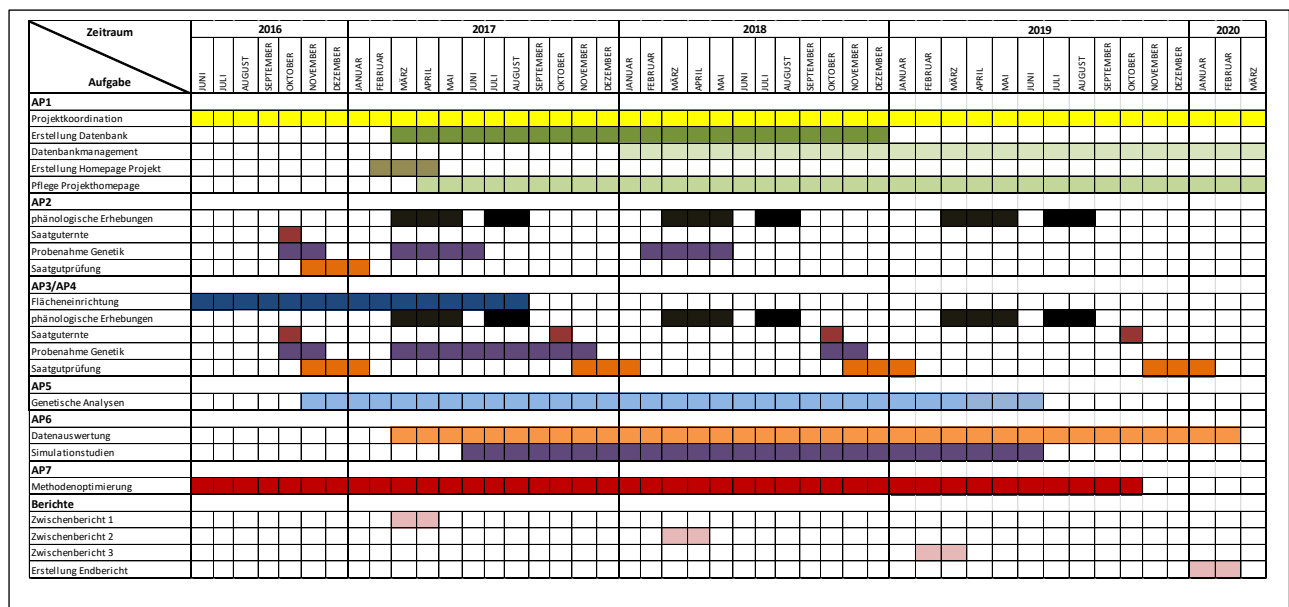 Zeitraum
Aufgabe
2016 2017 2018 2019 2020
JUNI JULI AUGUST SEPTEMBER OKTOBER NOVEMBER DEZEMBER JANUAR FEBRUAR MÄRZ APRIL MAI JUNI JULI AUGUST SEPTEMBER OKTOBER NOVEMBER DEZEMBER JANUAR FEBRUAR MÄRZ APRIL MAI JUNI JULI AUGUST SEPTEMBER OKTOBER NOVEMBER DEZEMBER JANUAR FEBRUAR MÄRZ APRIL MAI JUNI JULI AUGUST SEPTEMBER OKTOBER NOVEMBER DEZEMBER JANUAR FEBRUAR MÄRZ
AP1
Projektkoordination
Erstellung Datenbank
Datenbankmanagement
Erstellung Homepage Projekt
Pflege Projekthomepage
AP2
phänologische Erhebungen
Saatguternte
Probenahme Genetik
Saatgutprüfung
AP3/AP4
Flächeneinrichtung
phänologische Erhebungen
Saatguternte
Probenahme Genetik
Saatgutprüfung
AP5
Genetische Analysen
AP6
Datenauswertung
Simulationstudien
AP7
Methodenoptimierung
Berichte
Zwischenbericht 1
Zwischenbericht 2
Zwischenbericht 3
Erstellung Endbericht